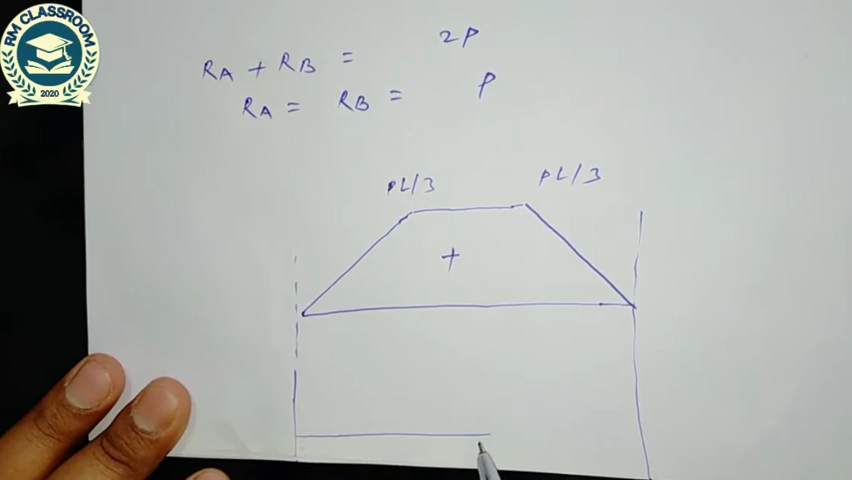 RM CLASSROOM
2020
RA + RB = 2P
RA = RB = P
PL/3 PL/3
+